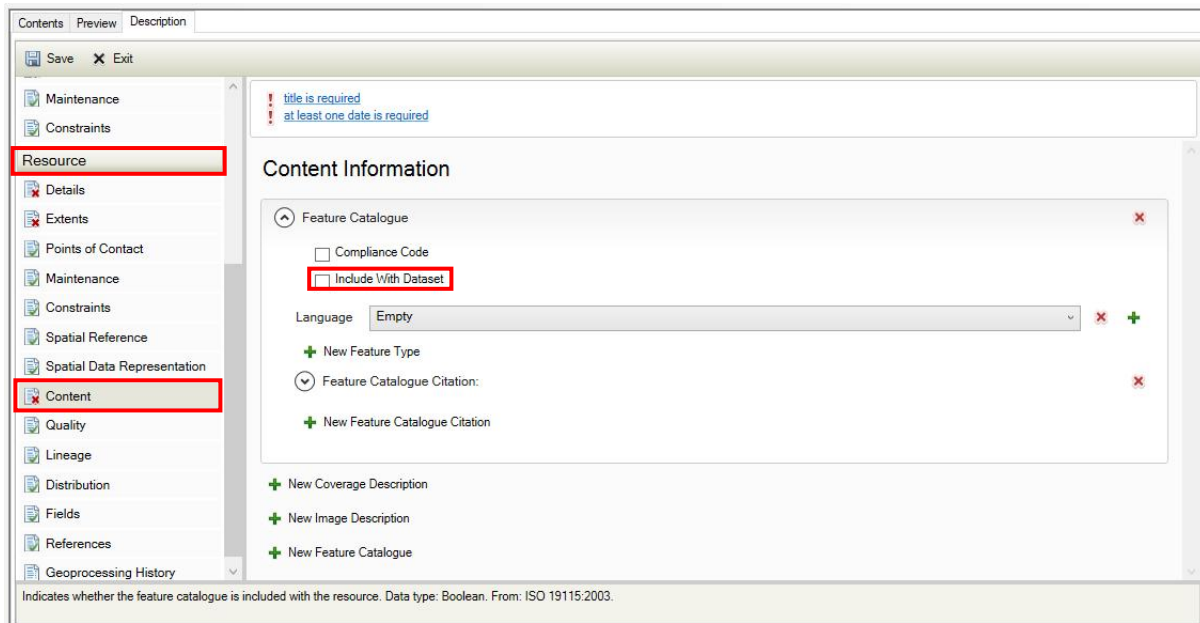 Contents Preview Description
Save Exit
Maintenance
Constraints
Resource
Details
Extents
Points of Contact
Maintenance
Constraints
Spatial Reference
Spatial Data Representation
Content
Quality
Lineage
Distribution
Fields
References
Geoprocessing History
title is required
at least one date is required
Content Information
Feature Catalogue
Compliance Code
Include With Dataset
Language Empty
New Feature Type
Feature Catalogue Citation:
New Feature Catalogue Citation
New Coverage Description
New Image Description
New Feature Catalogue
Indicates whether the feature catalogue is included with the resource. Data type: Boolean. From: ISO 19115:2003.